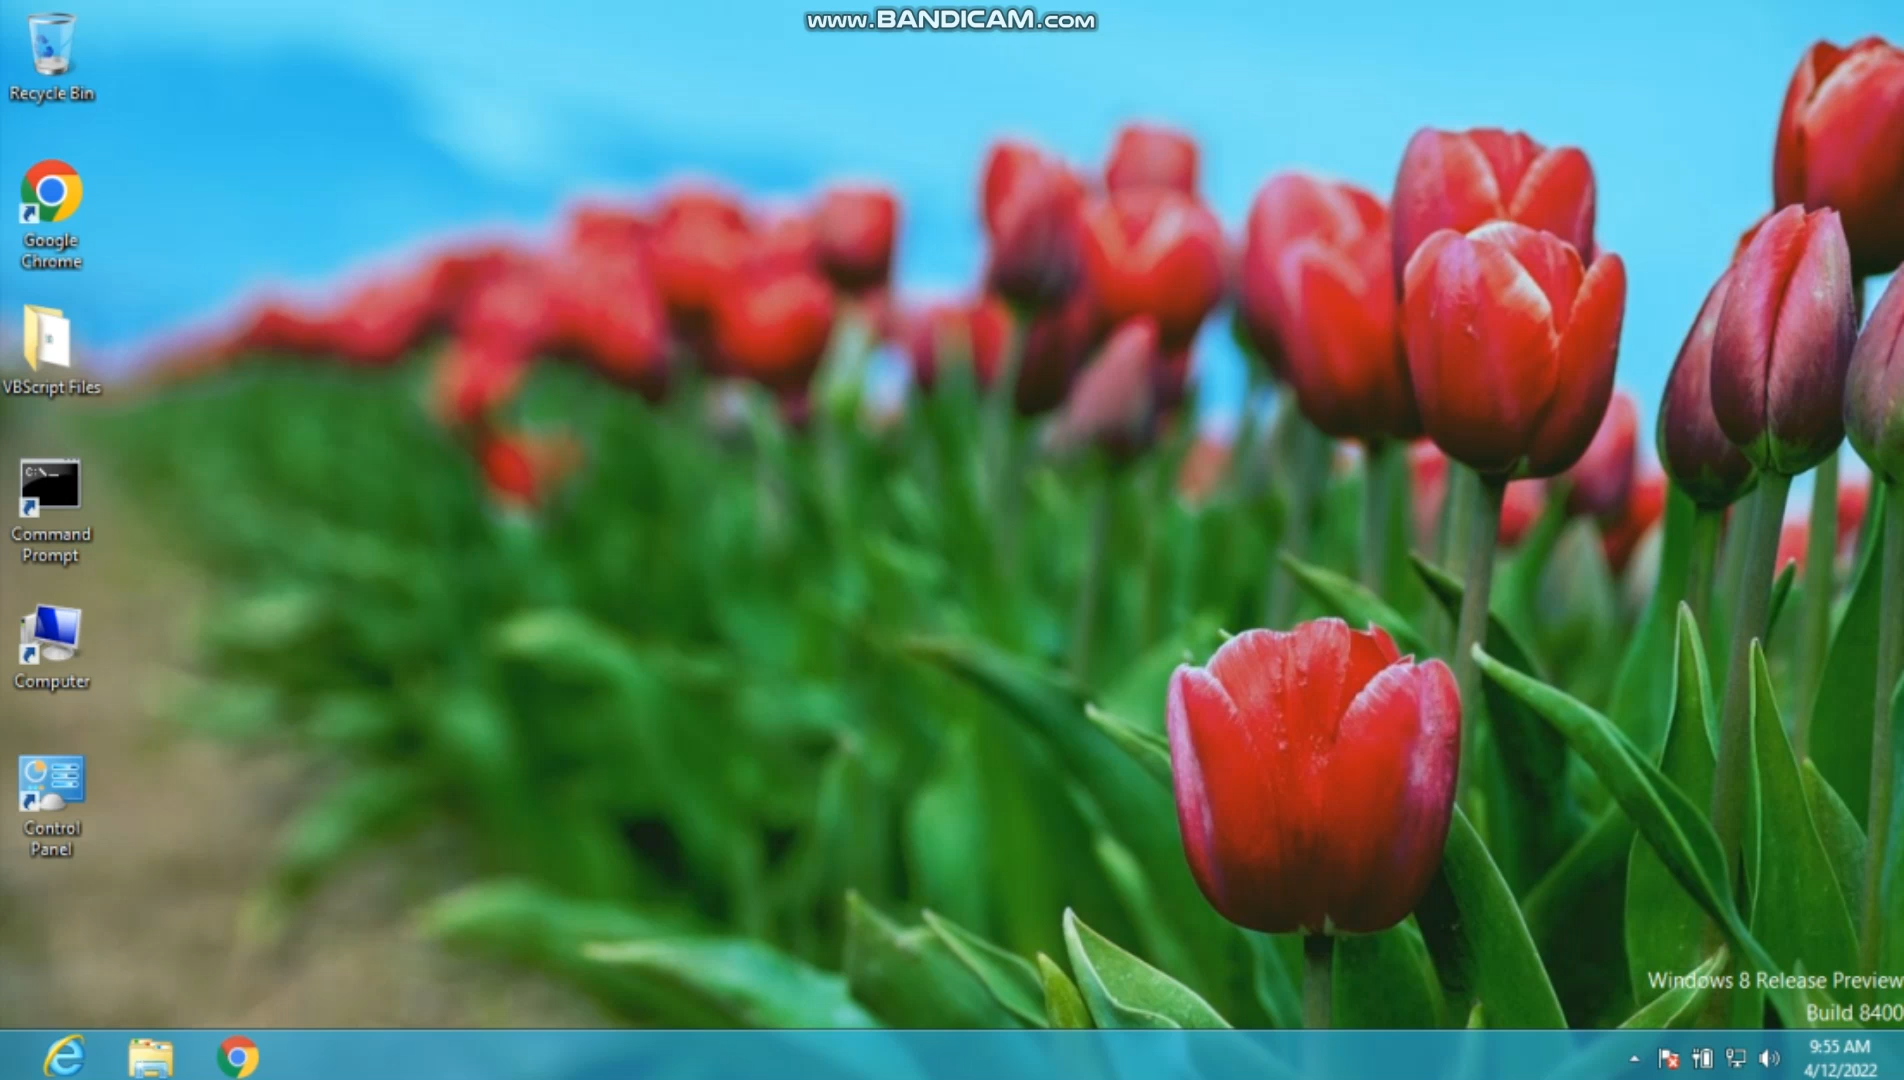 www.BANDICAM.com
Recycle Bin
Google
Chrome
VBScript Files
C:\_
Command
Prompt
Computer
Control
Panel
Windows 8 Release Preview
Build 8400
9:55 AM
4/12/2022